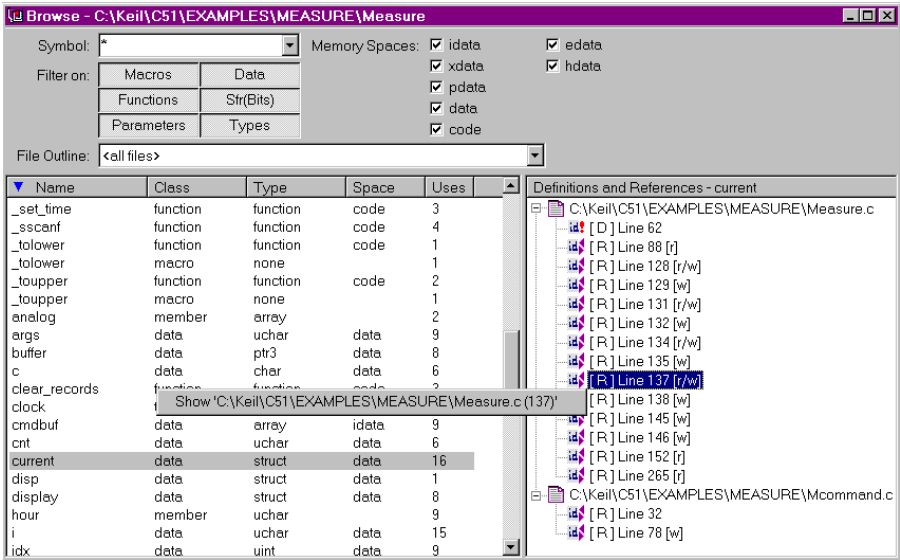 Browse - C:\Keil\C51\EXAMPLES\MEASURE\Measure
Symbol: * Memory Spaces: idata edata
xdata hdata
Filter on: Macros Data pdata
Functions Sfr(Bits) data
Parameters Types code
File Outline: <all files>
Name Class Type Space Uses
_set_time function function code 3
_sscanf function function code 4
_tolower function function code 1
_tolower macro none 1
_toupper function function code 2
_toupper macro none 1
analog member array 2
args data uchar data 9
buffer data ptr3 data 8
c data char data 6
clear_records function function code 3
clock
cmdbuf data array idata 9
cnt data uchar data 6
current data struct data 16
disp data struct data 1
display data struct data 8
hour member uchar 9
i data uchar data 15
idx data uint data 9
Show 'C:\Keil\C51\EXAMPLES\MEASURE\Measure.c (137)'
Definitions and References - current
C:\Keil\C51\EXAMPLES\MEASURE\Measure.c
[ D ] Line 62
[ R ] Line 88 [r]
[ R ] Line 128 [r/w]
[ R ] Line 129 [w]
[ R ] Line 131 [r/w]
[ R ] Line 132 [w]
[ R ] Line 134 [r/w]
[ R ] Line 135 [w]
[ R ] Line 137 [r/w]
[ R ] Line 138 [w]
[ R ] Line 145 [w]
[ R ] Line 146 [w]
[ R ] Line 152 [r]
[ R ] Line 265 [r]
C:\Keil\C51\EXAMPLES\MEASURE\Mcommand.c
[ R ] Line 32
[ R ] Line 78 [w]